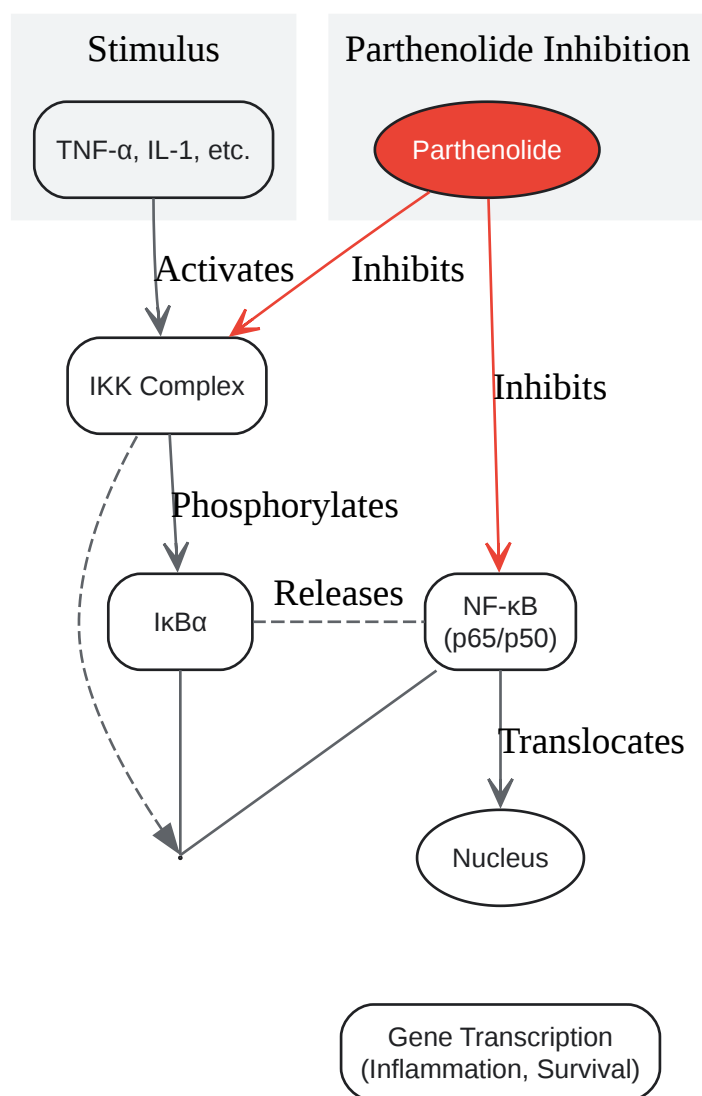 Stimulus
Parthenolide Inhibition
TNF-α, IL-1, etc.
Parthenolide
Activates
Inhibits
IKK Complex
Inhibits
Phosphorylates
Releases
IκBα
NF-κB
(p65/p50)
Translocates
Nucleus
Gene Transcription
(Inflammation, Survival)